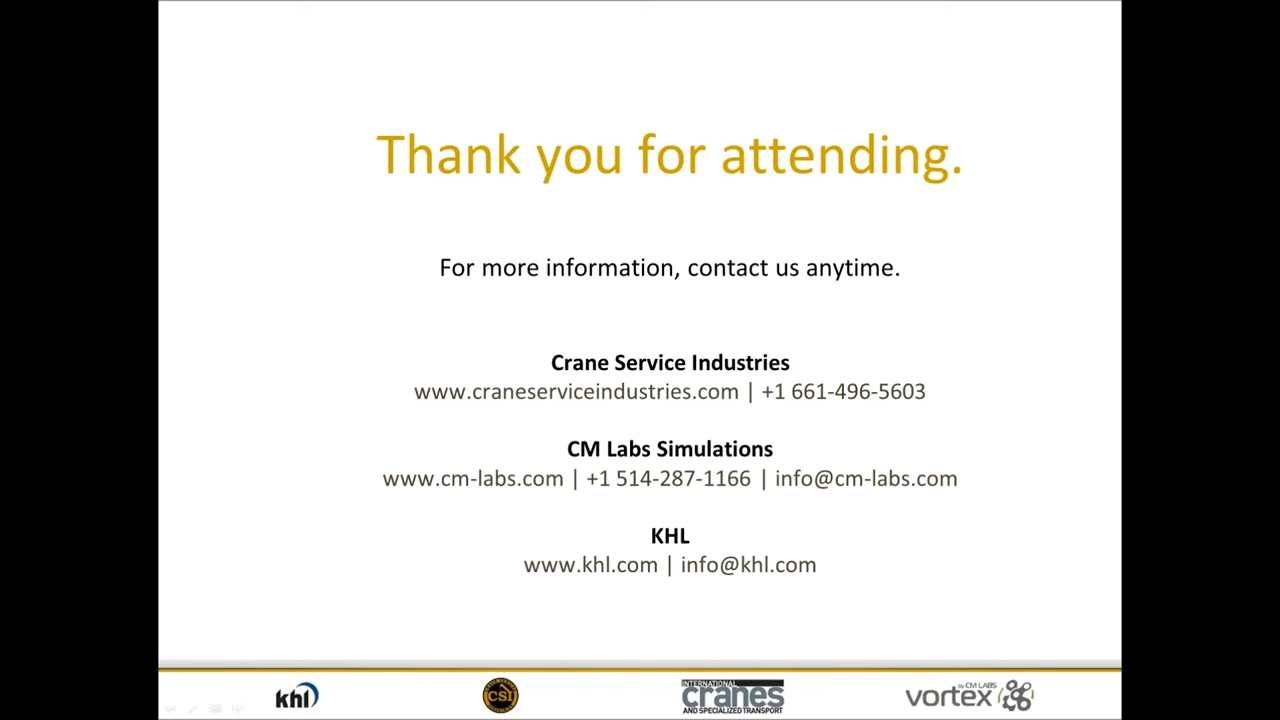 Thank you for attending.
For more information, contact us anytime.
Crane Service Industries
www.craneserviceindustries.com | +1 661-496-5603
CM Labs Simulations
www.cm-labs.com | +1 514-287-1166 | info@cm-labs.com
KHL
www.khl.com | info@khl.com
khl
CSI
INTERNATIONAL
cranes
AND SPECIALIZED TRANSPORT
by CM LABS
vortex